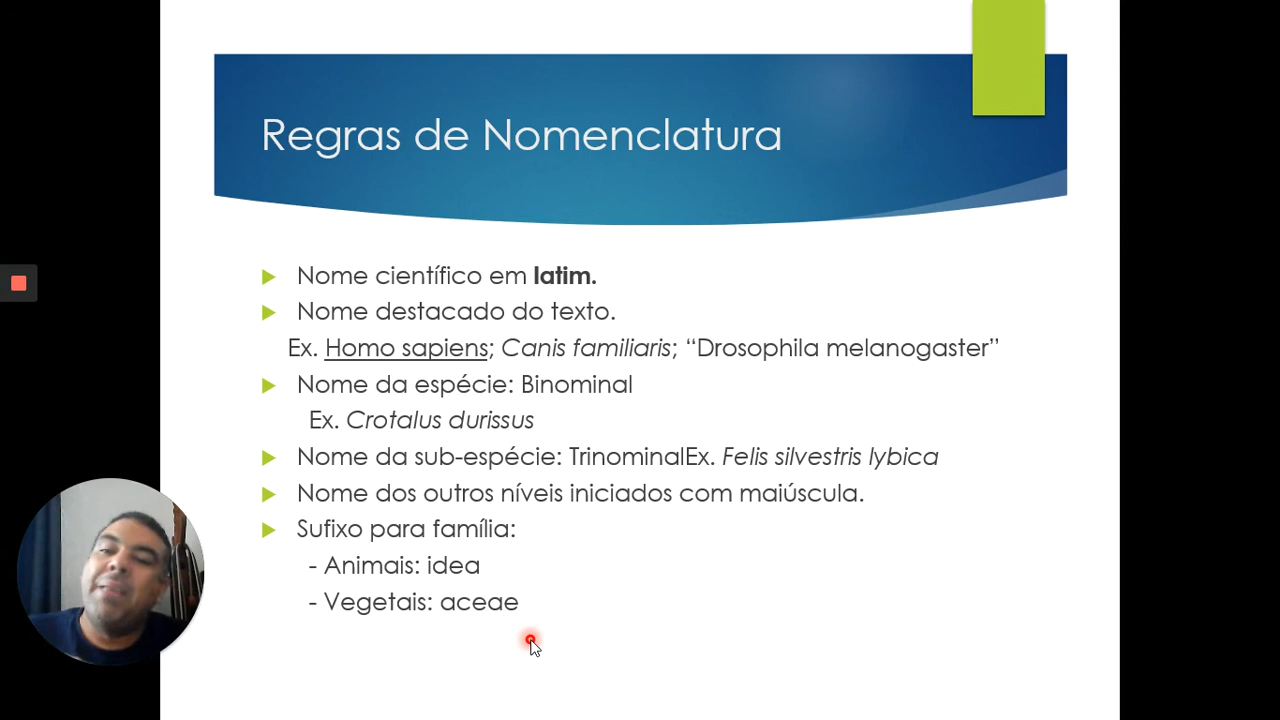 Regras de Nomenclatura
Nome científico em latim.
Nome destacado do texto.
Ex. Homo sapiens; Canis familiaris; “Drosophila melanogaster”
Nome da espécie: Binominal
Ex. Crotalus durissus
Nome da sub-espécie: TrinominalEx. Felis silvestris lybica
Nome dos outros níveis iniciados com maiúscula.
Sufixo para família:
- Animais: idea
- Vegetais: aceae